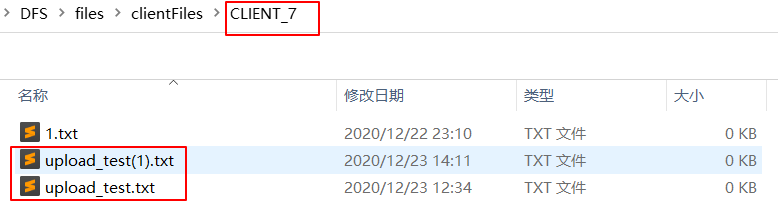 DFS > files > clientFiles > CLIENT_7
名称 修改日期 类型 大小
1.txt 2020/12/22 23:10 TXT 文件 0 KB
upload_test(1).txt 2020/12/23 14:11 TXT 文件 0 KB
upload_test.txt 2020/12/23 12:34 TXT 文件 0 KB